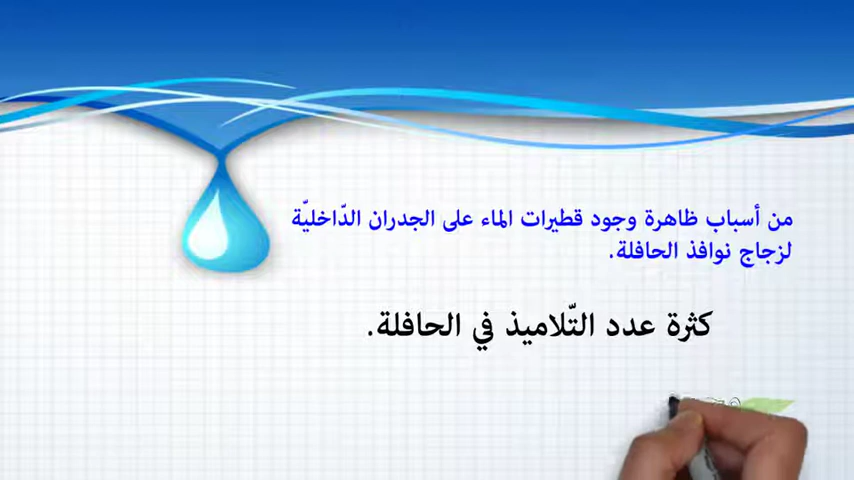 من أسباب ظاهرة وجود قطيرات الماء على الجدران الدّاخليّة
لزجاج نوافذ الحافلة.
كثرة عدد التّلاميذ في الحافلة.